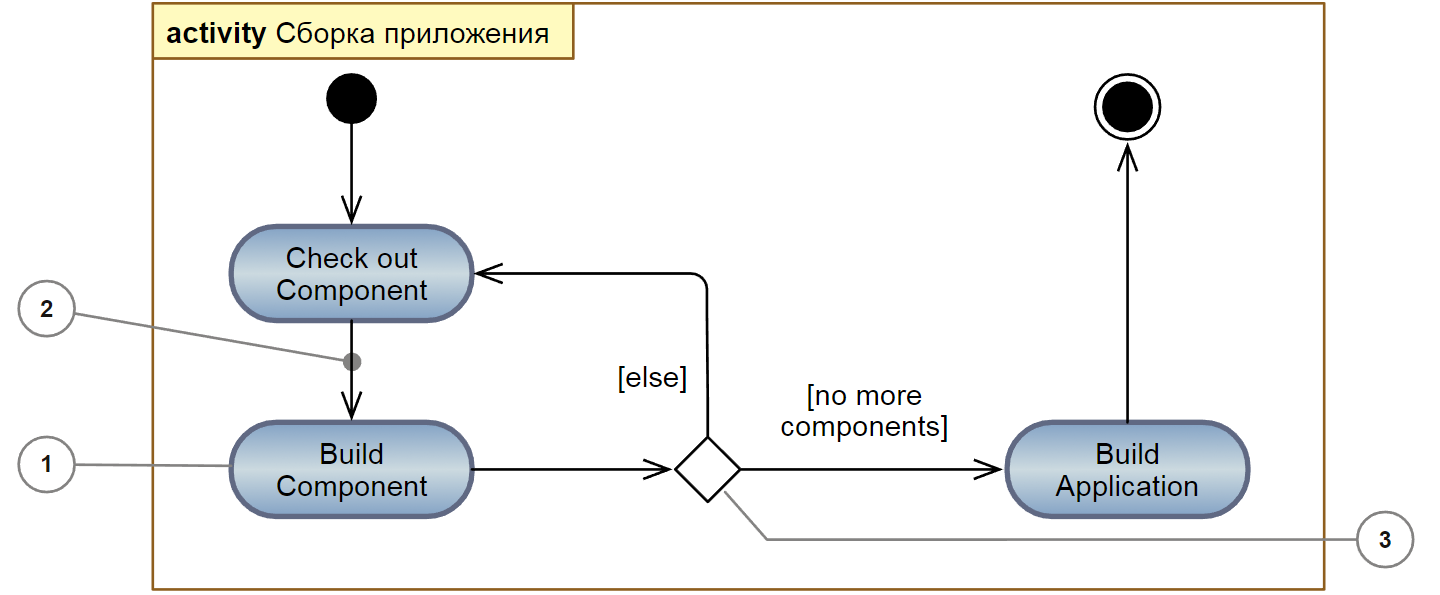 activity Сборка приложения
Check out
Component
2
[else]
[no more
components]
1
Build
Component
Build
Application
3